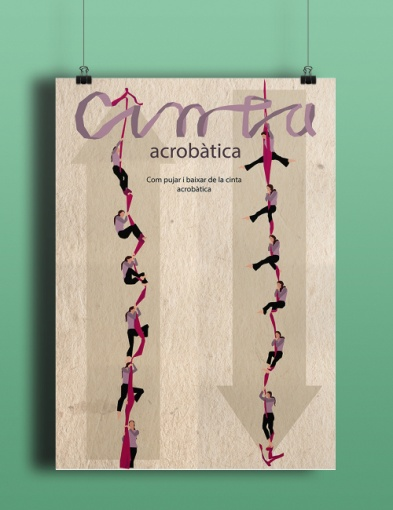 cinta
acrobàtica
Com pujar i baixar de la cinta
acrobàtica